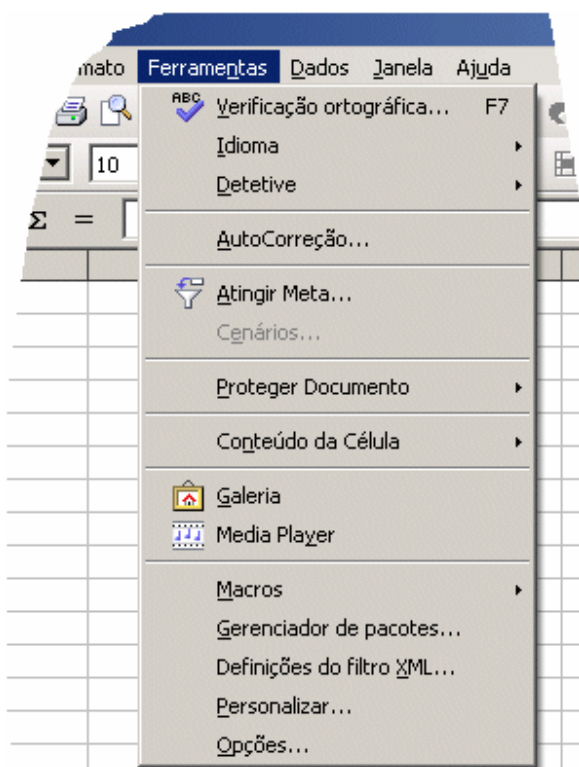 mato Ferramentas Dados Janela Ajuda
ABC Verificação ortográfica... F7
10 Idioma
Detetive
Σ =
AutoCorreção...
Atingir Meta...
Cenários...
Proteger Documento
Conteúdo da Célula
Galeria
Media Player
Macros
Gerenciador de pacotes...
Definições do filtro XML...
Personalizar...
Opções...